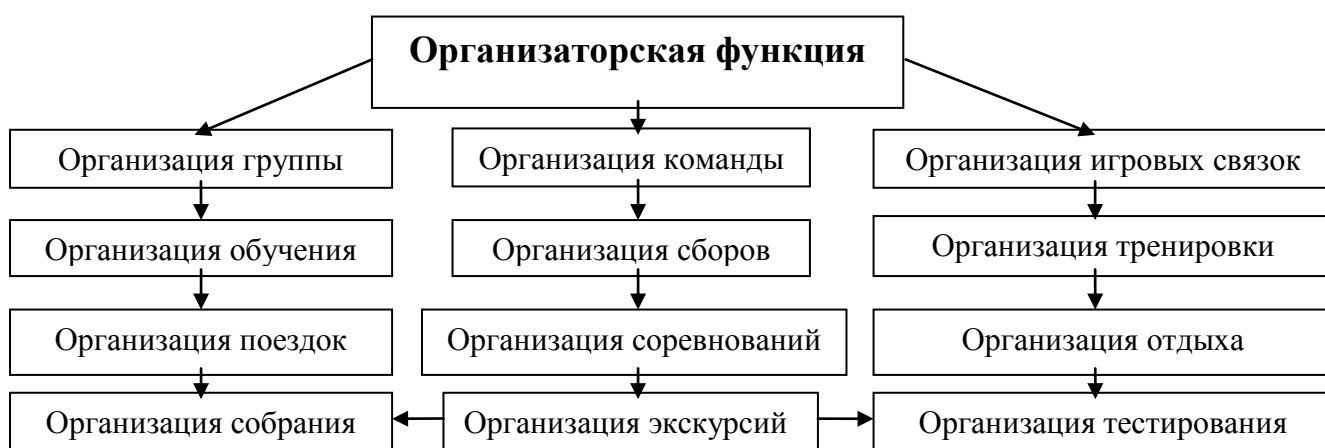 Организаторская функция
Организация группы
Организация команды
Организация игровых связок
Организация обучения
Организация сборов
Организация тренировки
Организация поездок
Организация соревнований
Организация отдыха
Организация собрания
Организация экскурсий
Организация тестирования